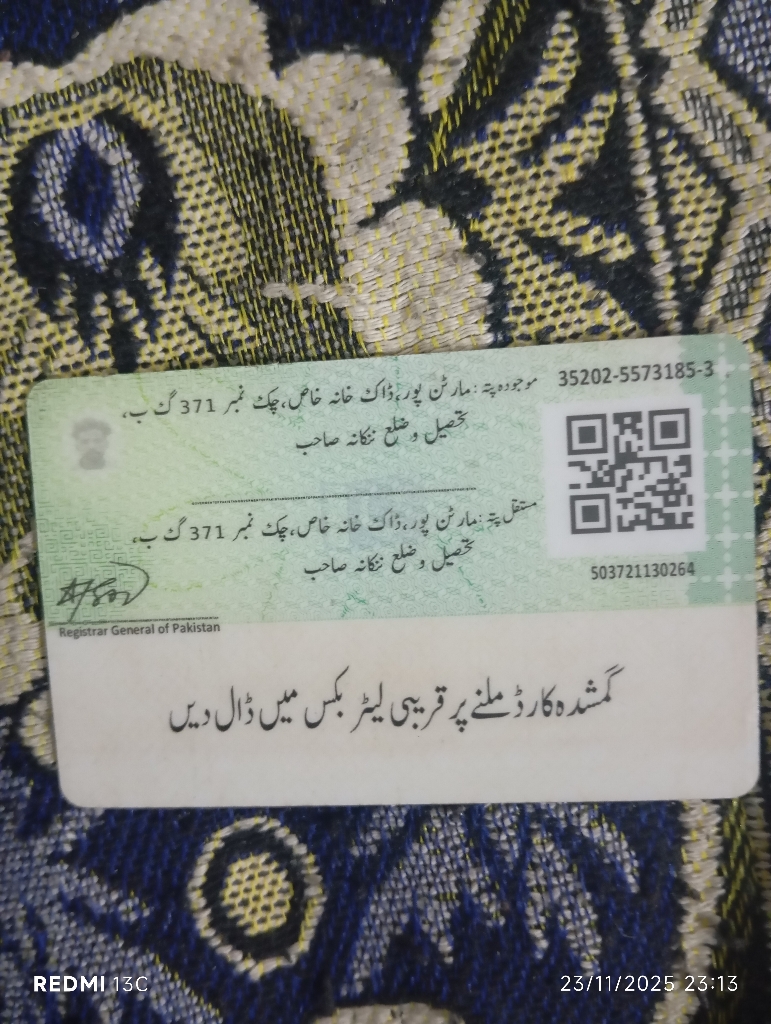 35202-5573185-3
موجودہ پتہ: مارٹن پور، ڈاک خانہ خاص، چک نمبر 371 گ ب،
تحصیل و ضلع ننکانہ صاحب
مستقل پتہ: مارٹن پور، ڈاک خانہ خاص، چک نمبر 371 گ ب،
تحصیل و ضلع ننکانہ صاحب
503721130264
Registrar General of Pakistan
گمشدہ کارڈ ملنے پر قریبی لیٹر بکس میں ڈال دیں
REDMI 13C
23/11/2025 23:13